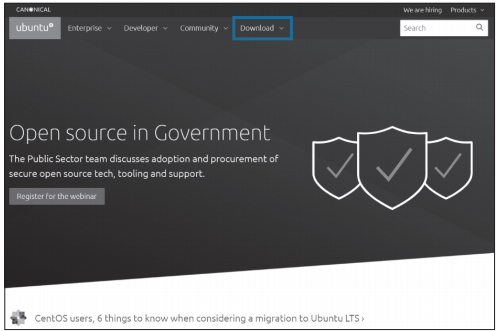 CANONICAL
We are hiring Products
ubuntu Enterprise Developer Community Download Search
Open source in Government
The Public Sector team discusses adoption and procurement of
secure open source tech, tooling and support.
Register for the webinar
CentOS users, 6 things to know when considering a migration to Ubuntu LTS ›